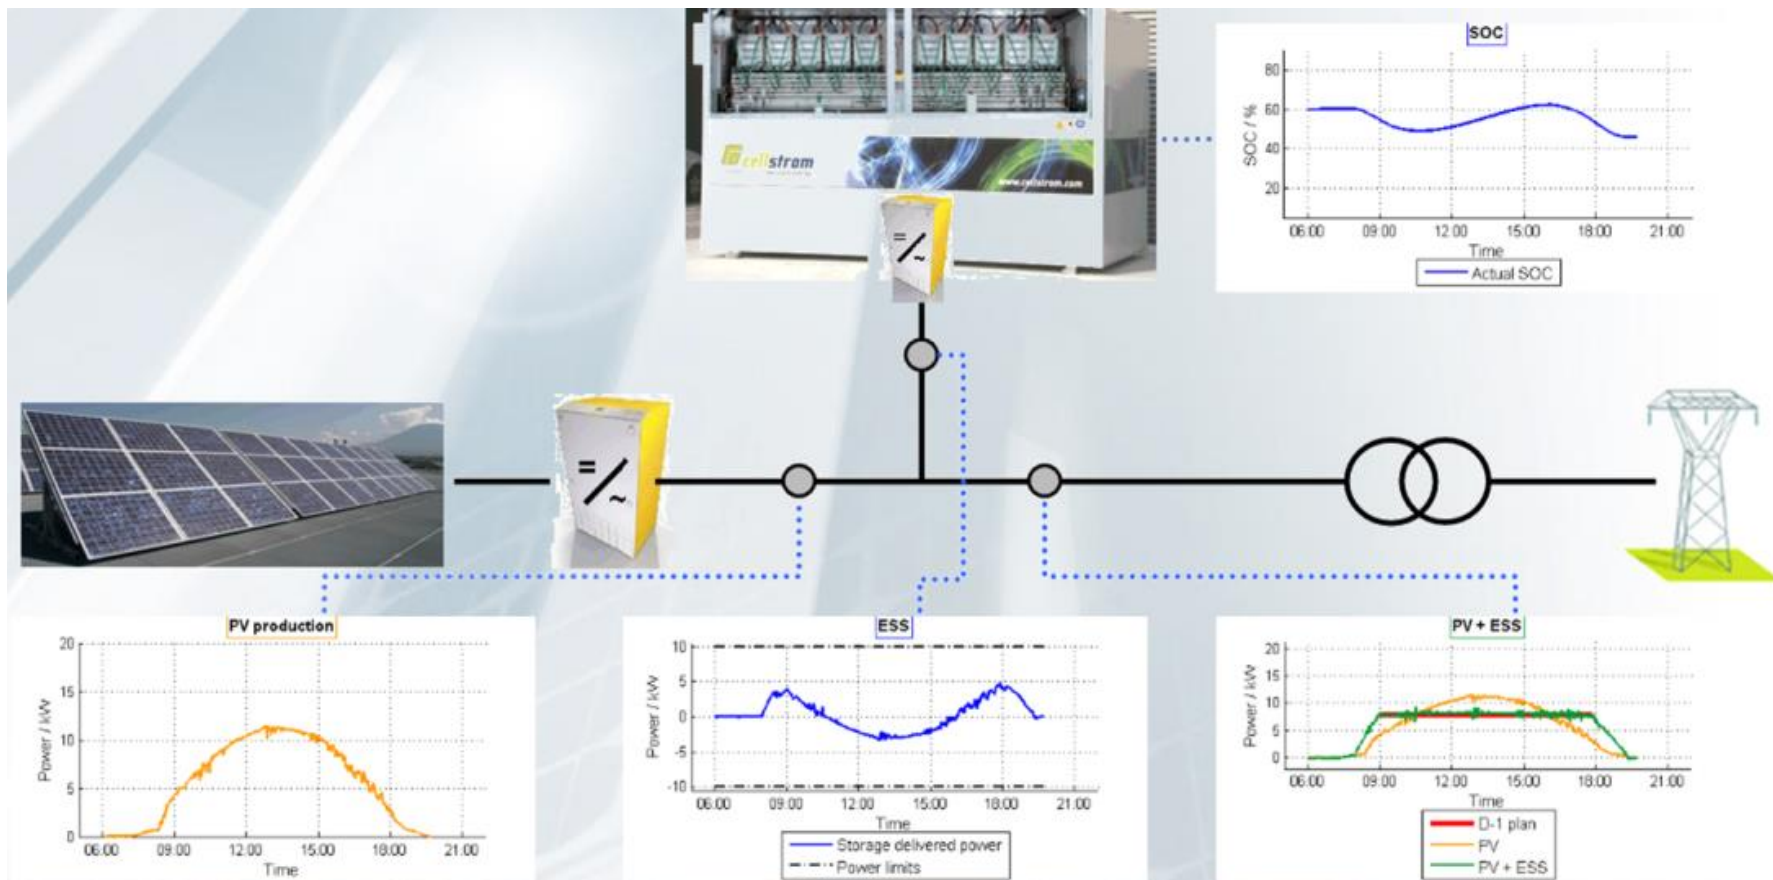 SOC
80
60
40
20
SOC / %
06:00 09:00 12:00 15:00 18:00 21:00
Time
Actual SOC
cellstrom
www.cellstrom.com
=
~
=
~
PV production
20
15
10
5
0
Power / kW
06:00 09:00 12:00 15:00 18:00 21:00
Time
ESS
10
5
0
-5
-10
Power / kW
06:00 09:00 12:00 15:00 18:00 21:00
Time
Storage delivered power
Power limits
PV + ESS
20
15
10
5
0
Power / kW
06:00 09:00 12:00 15:00 18:00 21:00
Time
D-1 plan
PV
PV + ESS